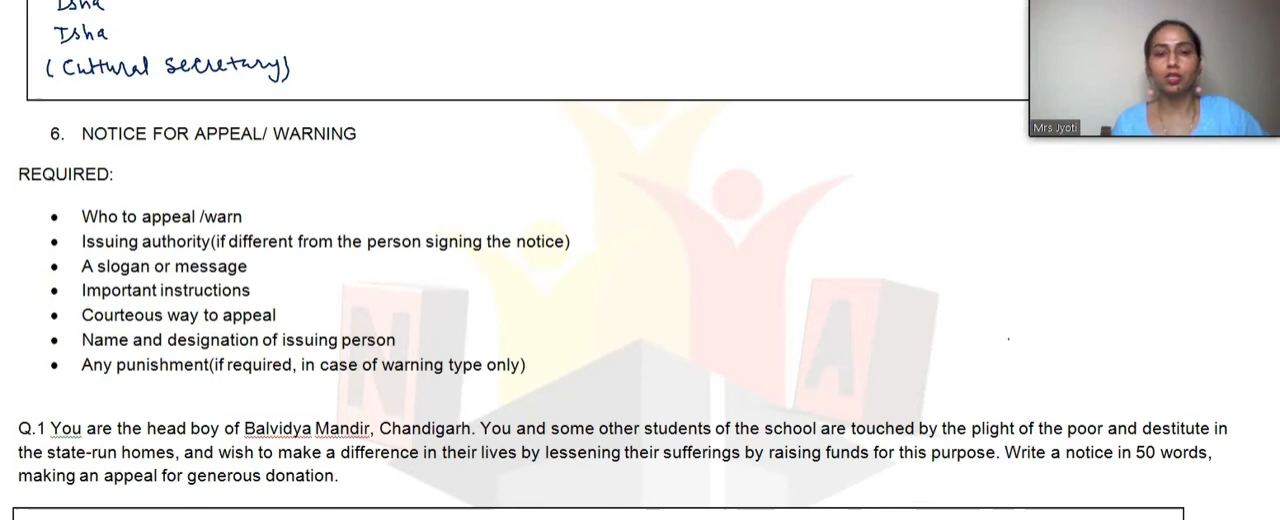 Isha
Isha
(Cultural Secretary)
Mrs Jyoti
6. NOTICE FOR APPEAL/ WARNING
REQUIRED:
• Who to appeal /warn
• Issuing authority(if different from the person signing the notice)
• A slogan or message
• Important instructions
• Courteous way to appeal
• Name and designation of issuing person
• Any punishment(if required, in case of warning type only)
N A
Q.1 You are the head boy of Balvidya Mandir, Chandigarh. You and some other students of the school are touched by the plight of the poor and destitute in
the state-run homes, and wish to make a difference in their lives by lessening their sufferings by raising funds for this purpose. Write a notice in 50 words,
making an appeal for generous donation.